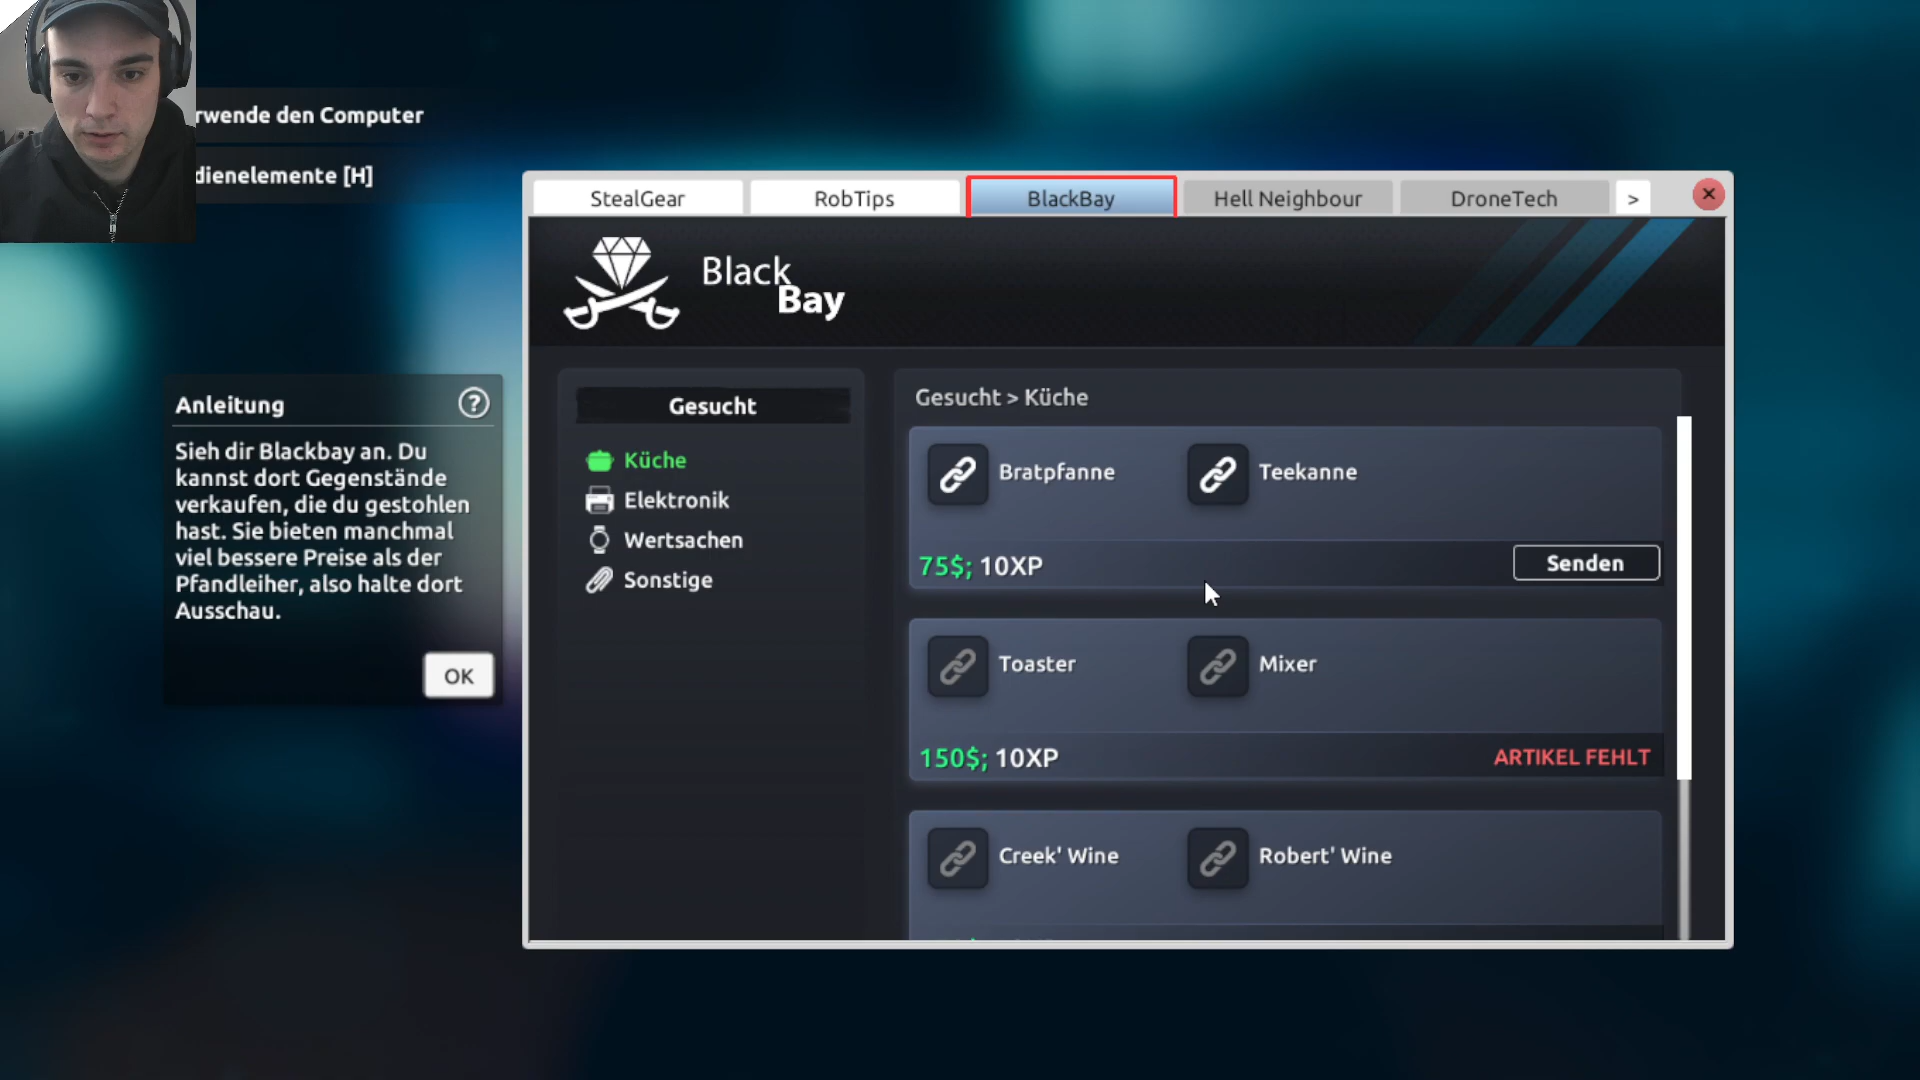 rwende den Computer
dienelemente [H]
StealGear
RobTips
BlackBay
Hell Neighbour
DroneTech
>
Black
Bay
Anleitung
?
Sieh dir Blackbay an. Du
kannst dort Gegenstände
verkaufen, die du gestohlen
hast. Sie bieten manchmal
viel bessere Preise als der
Pfandleiher, also halte dort
Ausschau.
OK
Gesucht
Küche
Elektronik
Wertsachen
Sonstige
Gesucht > Küche
Bratpfanne
Teekanne
75$; 10XP
Senden
Toaster
Mixer
150$; 10XP
ARTIKEL FEHLT
Creek' Wine
Robert' Wine